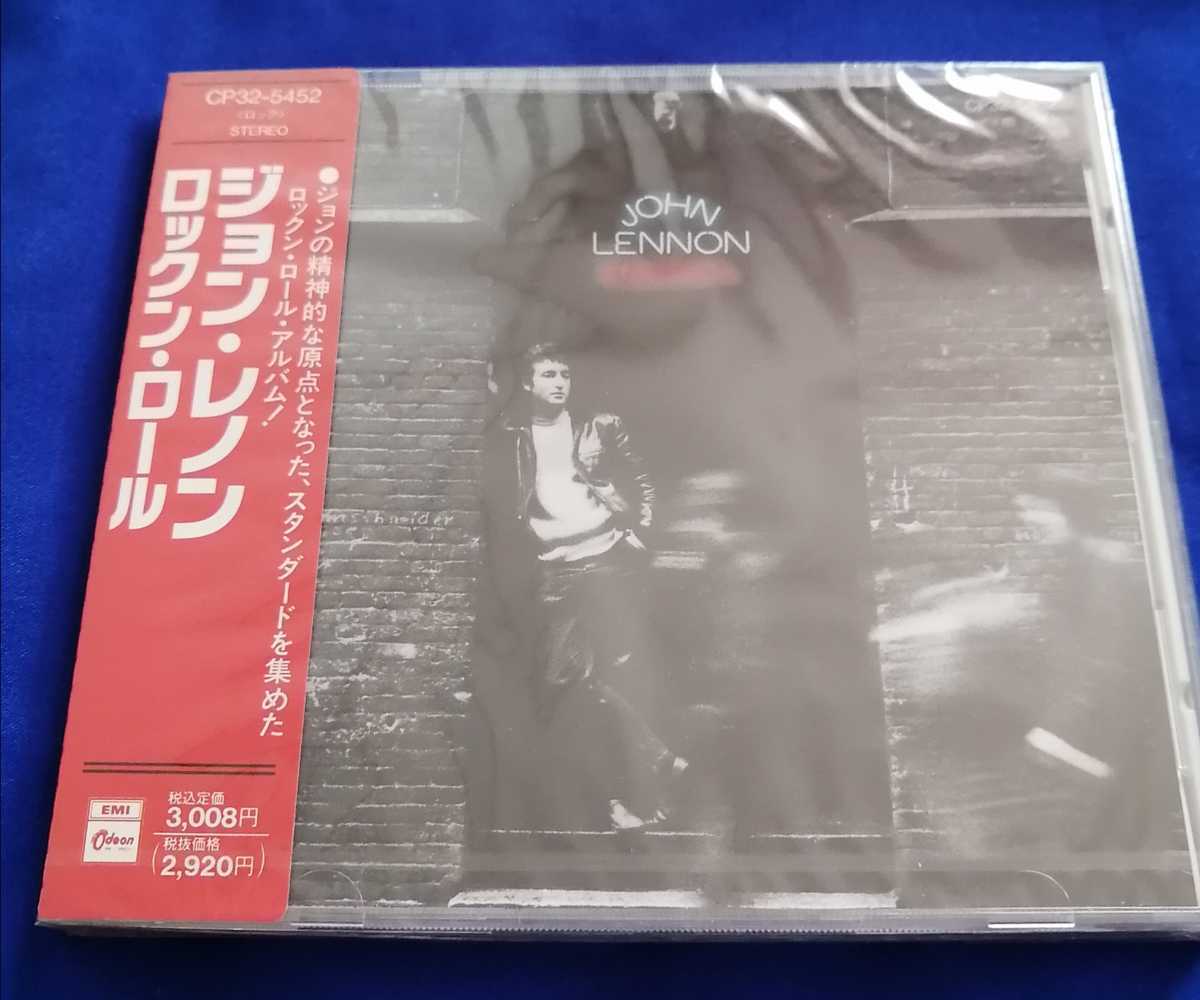 CP32-5452
<ロック>
STEREO
ジョン・レノン
ロックン・ロール
●ジョンの精神的な原点となった、スタンダードを集めた
ロックン・ロール・アルバム!
EMI
Odeon
税込定価
3,008円
(税抜価格
2,920円)
JOHN
LENNON